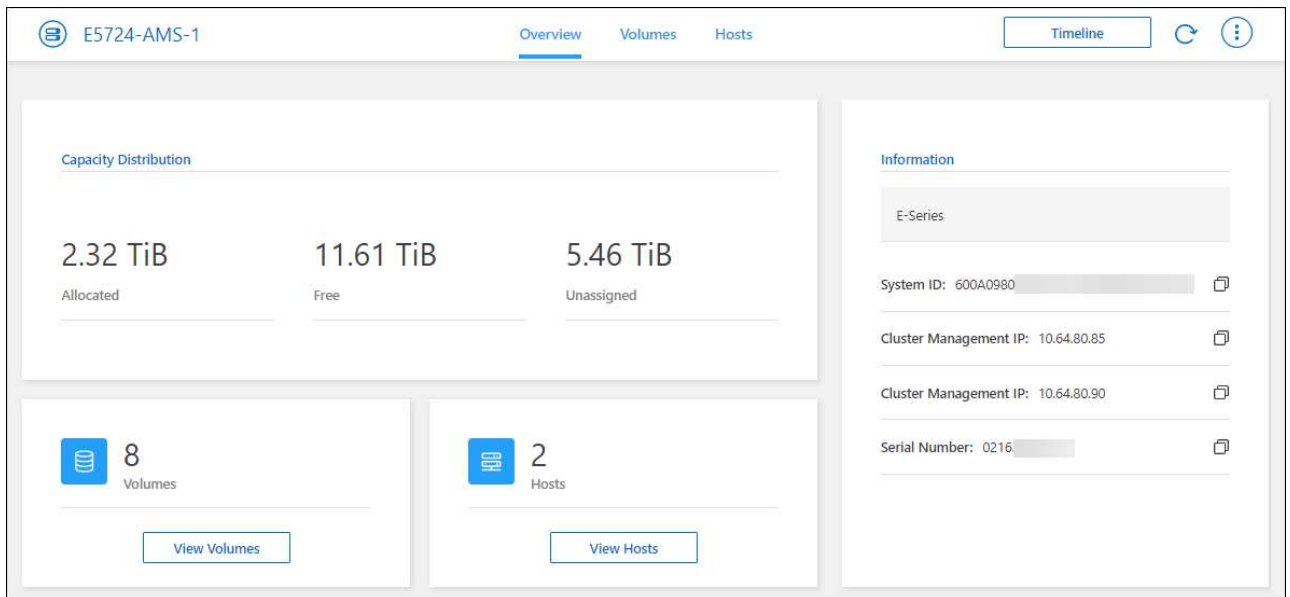 E5724-AMS-1
Overview Volumes Hosts
Timeline
Capacity Distribution
2.32 TiB 11.61 TiB 5.46 TiB
Allocated Free Unassigned
8
Volumes
View Volumes
2
Hosts
View Hosts
Information
E-Series
System ID: 600A0980
Cluster Management IP: 10.64.80.85
Cluster Management IP: 10.64.80.90
Serial Number: 0216